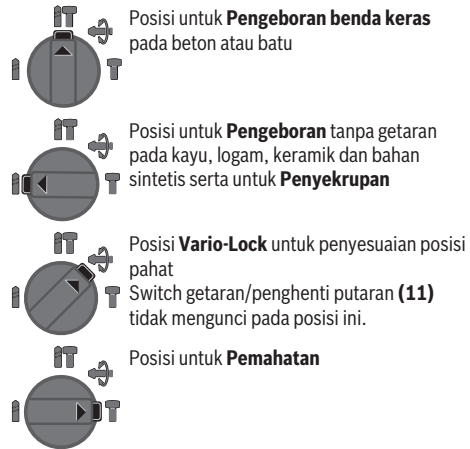 Posisi untuk Pengeboran benda keras
pada beton atau batu
Posisi untuk Pengeboran tanpa getaran
pada kayu, logam, keramik dan bahan
sintetis serta untuk Penyekrupan
Posisi Vario-Lock untuk penyesuaian posisi
pahat
Switch getaran/penghenti putaran (11)
tidak mengunci pada posisi ini.
Posisi untuk Pemahatan